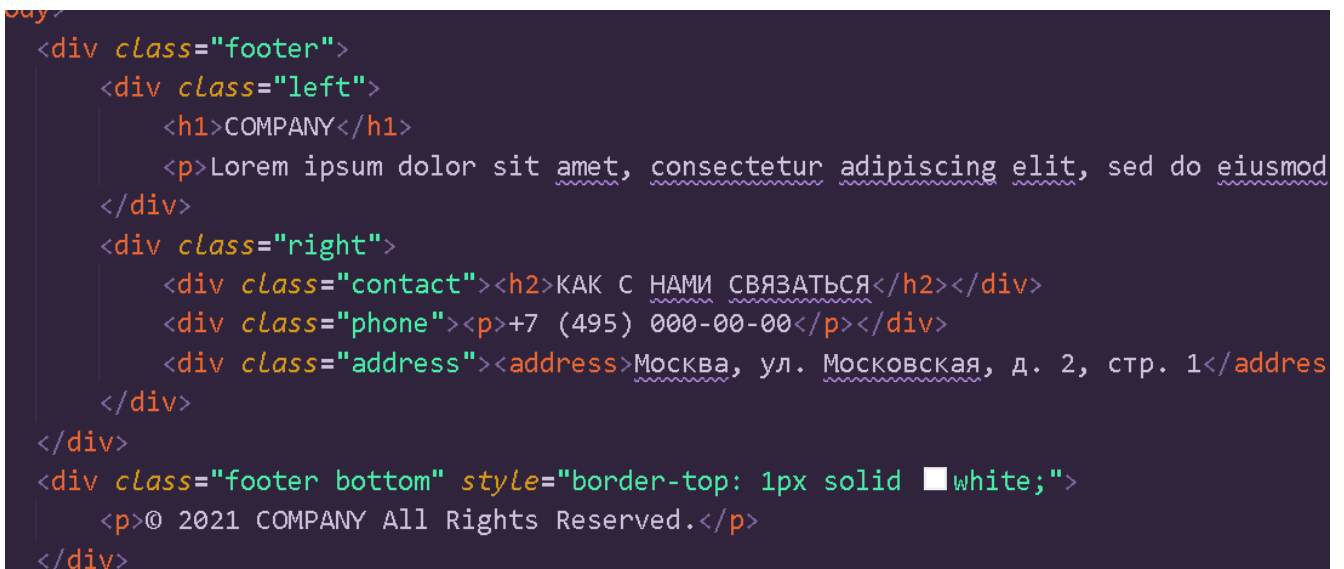 ody>
<div class="footer">
<div class="left">
<h1>COMPANY</h1>
<p>Lorem ipsum dolor sit amet, consectetur adipiscing elit, sed do eiusmod
</div>
<div class="right">
<div class="contact"><h2>КАК С НАМИ СВЯЗАТЬСЯ</h2></div>
<div class="phone"><p>+7 (495) 000-00-00</p></div>
<div class="address"><address>Москва, ул. Московская, д. 2, стр. 1</addres
</div>
</div>
<div class="footer bottom" style="border-top: 1px solid white;">
<p>© 2021 COMPANY All Rights Reserved.</p>
</div>